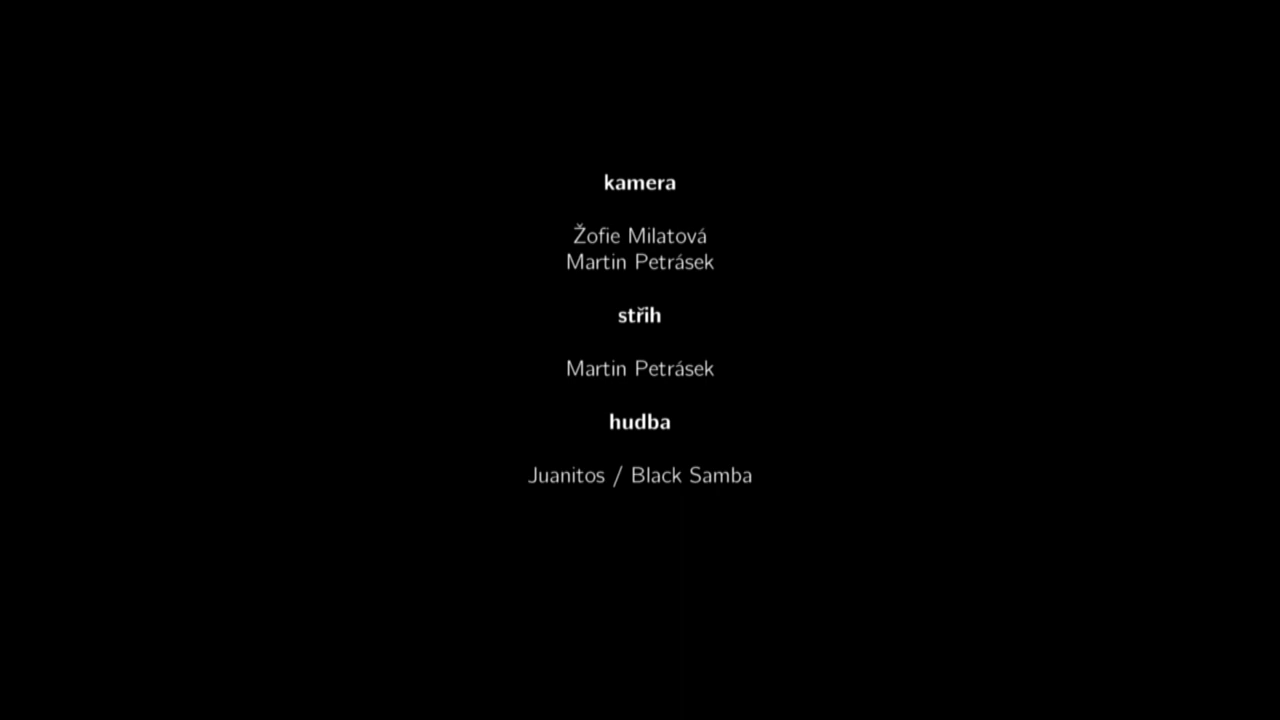 kamera
Žofie Milatová
Martin Petrásek
střih
Martin Petrásek
hudba
Juanitos / Black Samba